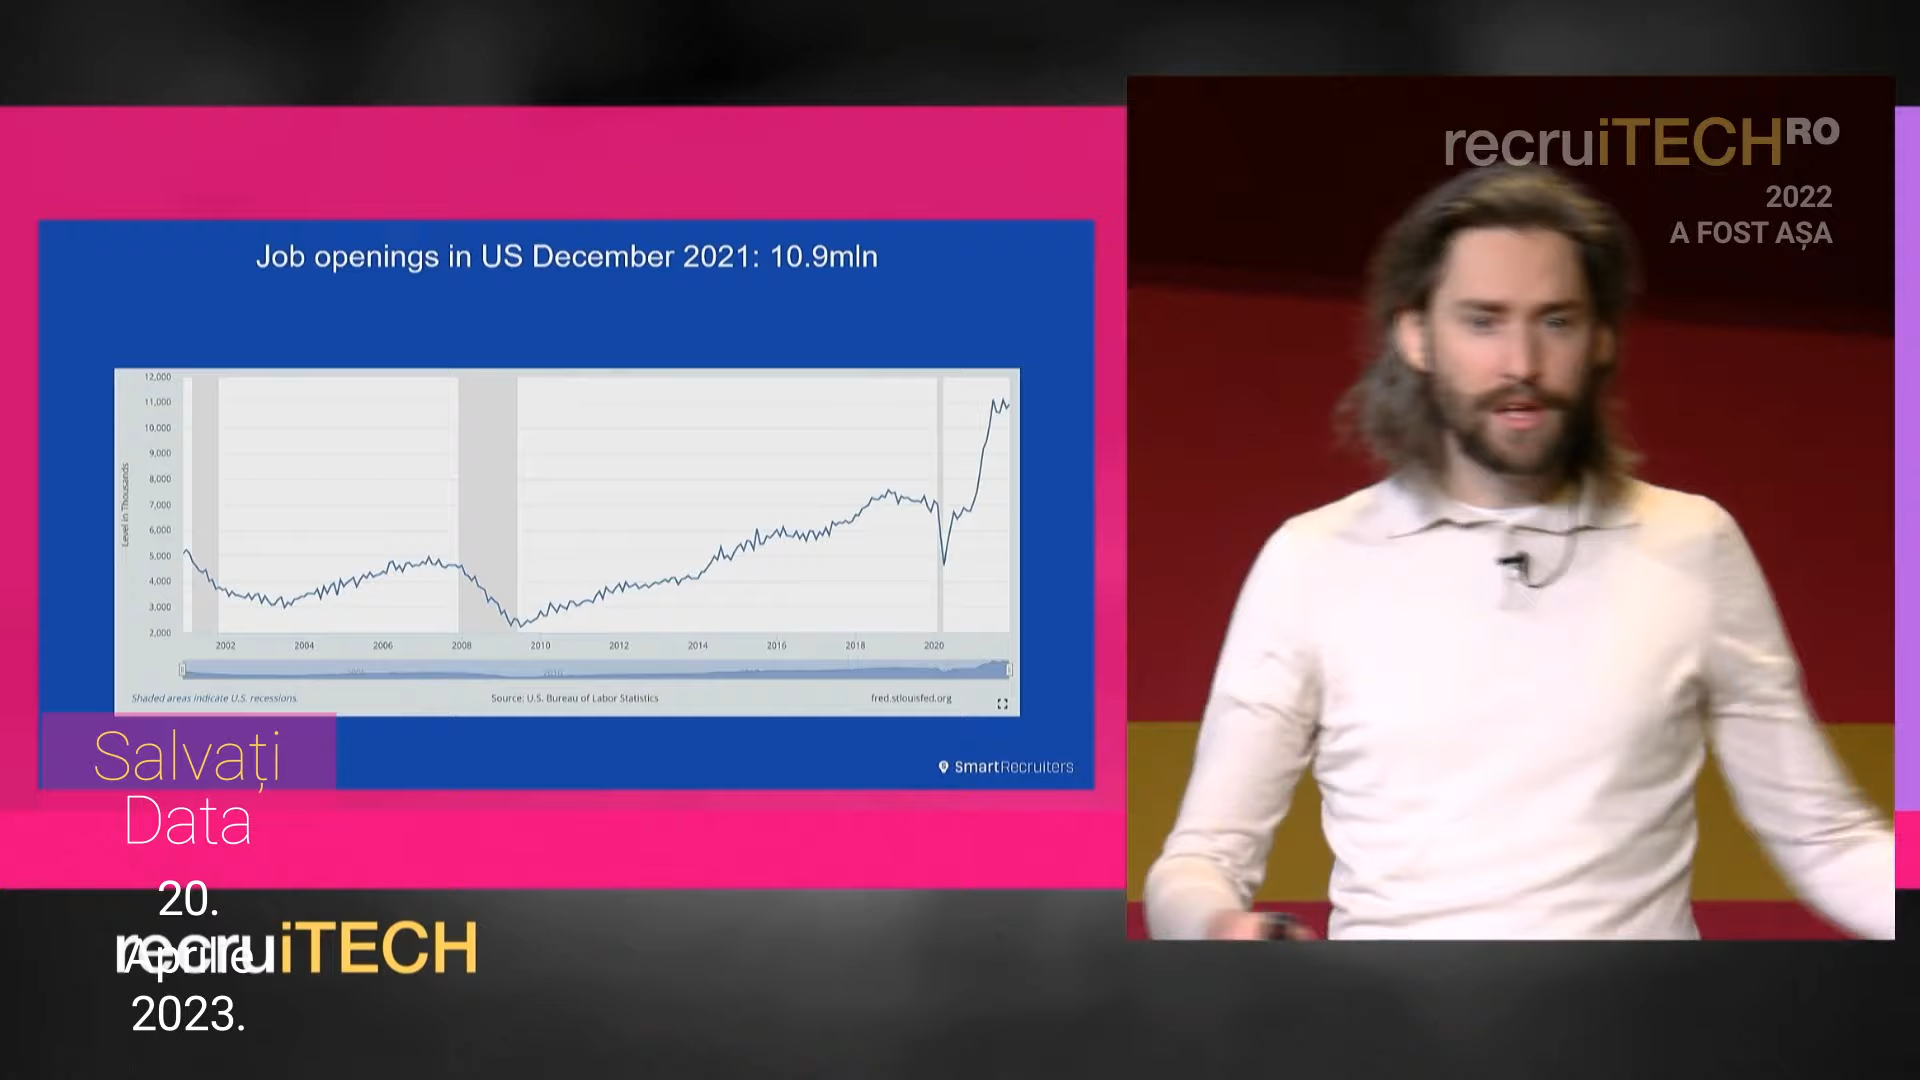 recruiTECHRO
2022
A FOST AȘA
Job openings in US December 2021: 10.9mln
12,000
11,000
10,000
9,000
8,000
7,000
6,000
5,000
4,000
3,000
2,000
Level in Thousands
2002 2004 2006 2008 2010 2012 2014 2016 2018 2020
Shaded areas indicate U.S. recessions.
Source: U.S. Bureau of Labor Statistics
fred.stlouisfed.org
SmartRecruiters
Salvați
Data
20.
Aprilie
2023.
recruiTECH